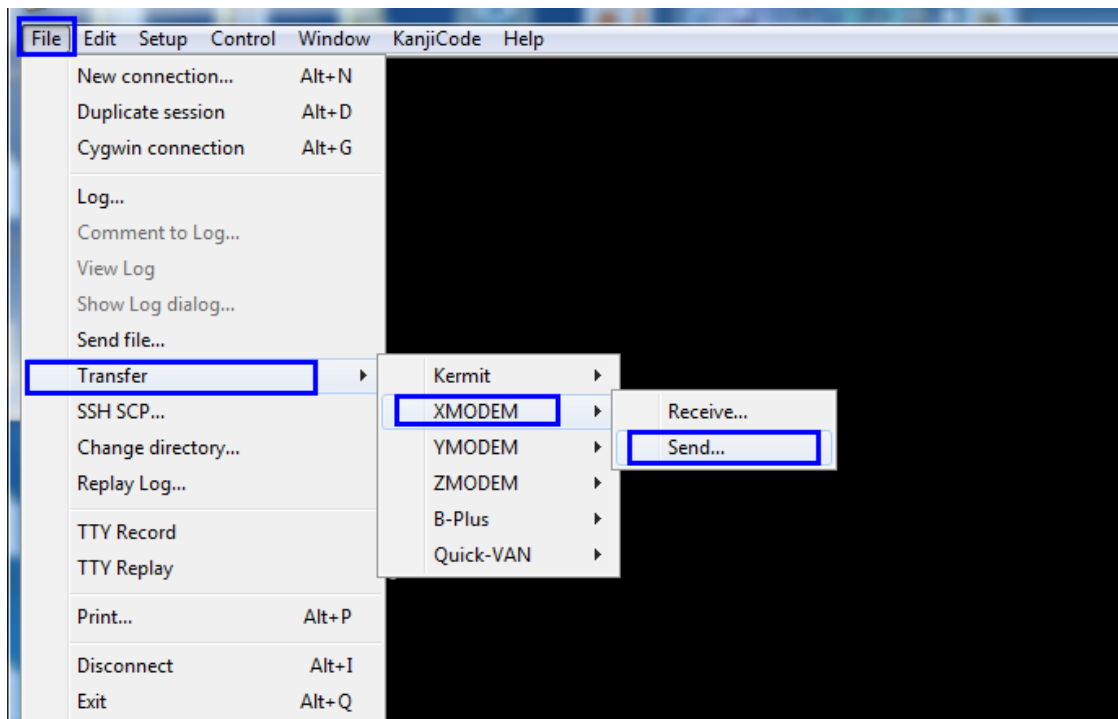 File Edit Setup Control Window KanjiCode Help
New connection... Alt+N
Duplicate session Alt+D
Cygwin connection Alt+G
Log...
Comment to Log...
View Log
Show Log dialog...
Send file...
Transfer
SSH SCP...
Change directory...
Replay Log...
TTY Record
TTY Replay
Print... Alt+P
Disconnect Alt+I
Exit Alt+Q
Kermit
XMODEM
YMODEM
ZMODEM
B-Plus
Quick-VAN
Receive...
Send...